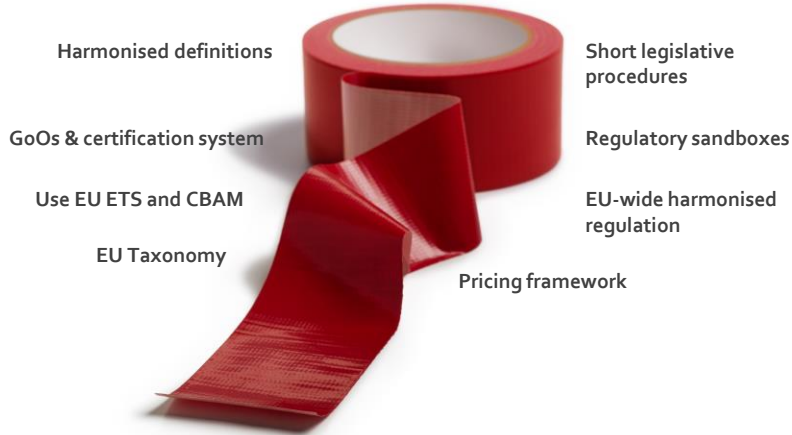 Harmonised definitions
GoOs & certification system
Use EU ETS and CBAM
EU Taxonomy
Short legislative
procedures
Regulatory sandboxes
EU-wide harmonised
regulation
Pricing framework